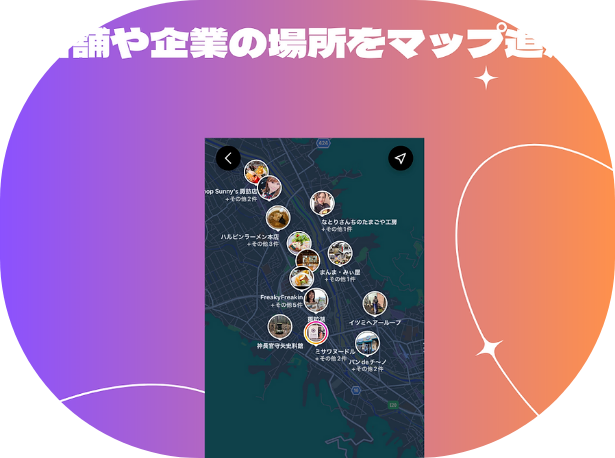 舗や企業の場所をマップ追
op Sunny's 諏訪店
+その他2件
なとりさんちのたまごや工房
+その他1件
ハルピンラーメン本店
+その他3件
まんま・みぃ屋
+その他1件
FreakyFreakin
+その他5件
イツミヘアーループ
神長官守矢史料館
ミサワヌードル
+その他2件
パンdeチーノ
+その他2件